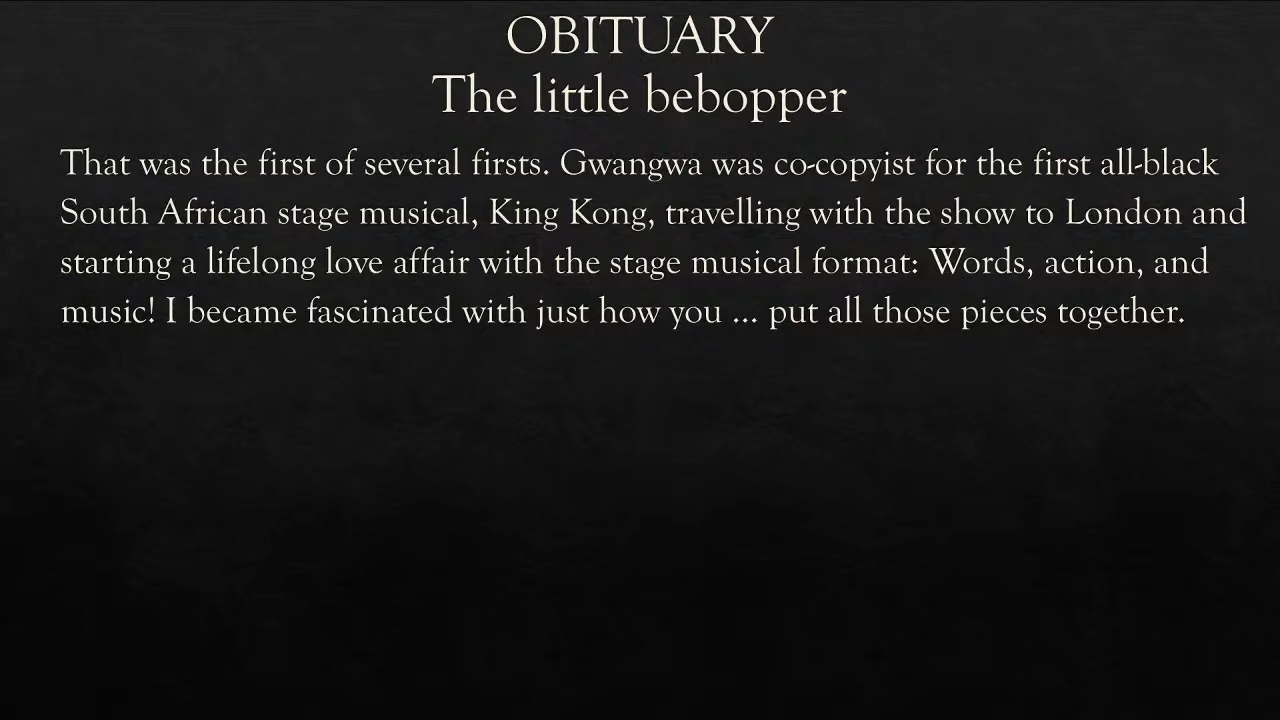 OBITUARY
The little bebopper
That was the first of several firsts. Gwangwa was co-copyist for the first all-black
South African stage musical, King Kong, travelling with the show to London and
starting a lifelong love affair with the stage musical format: Words, action, and
music! I became fascinated with just how you ... put all those pieces together.